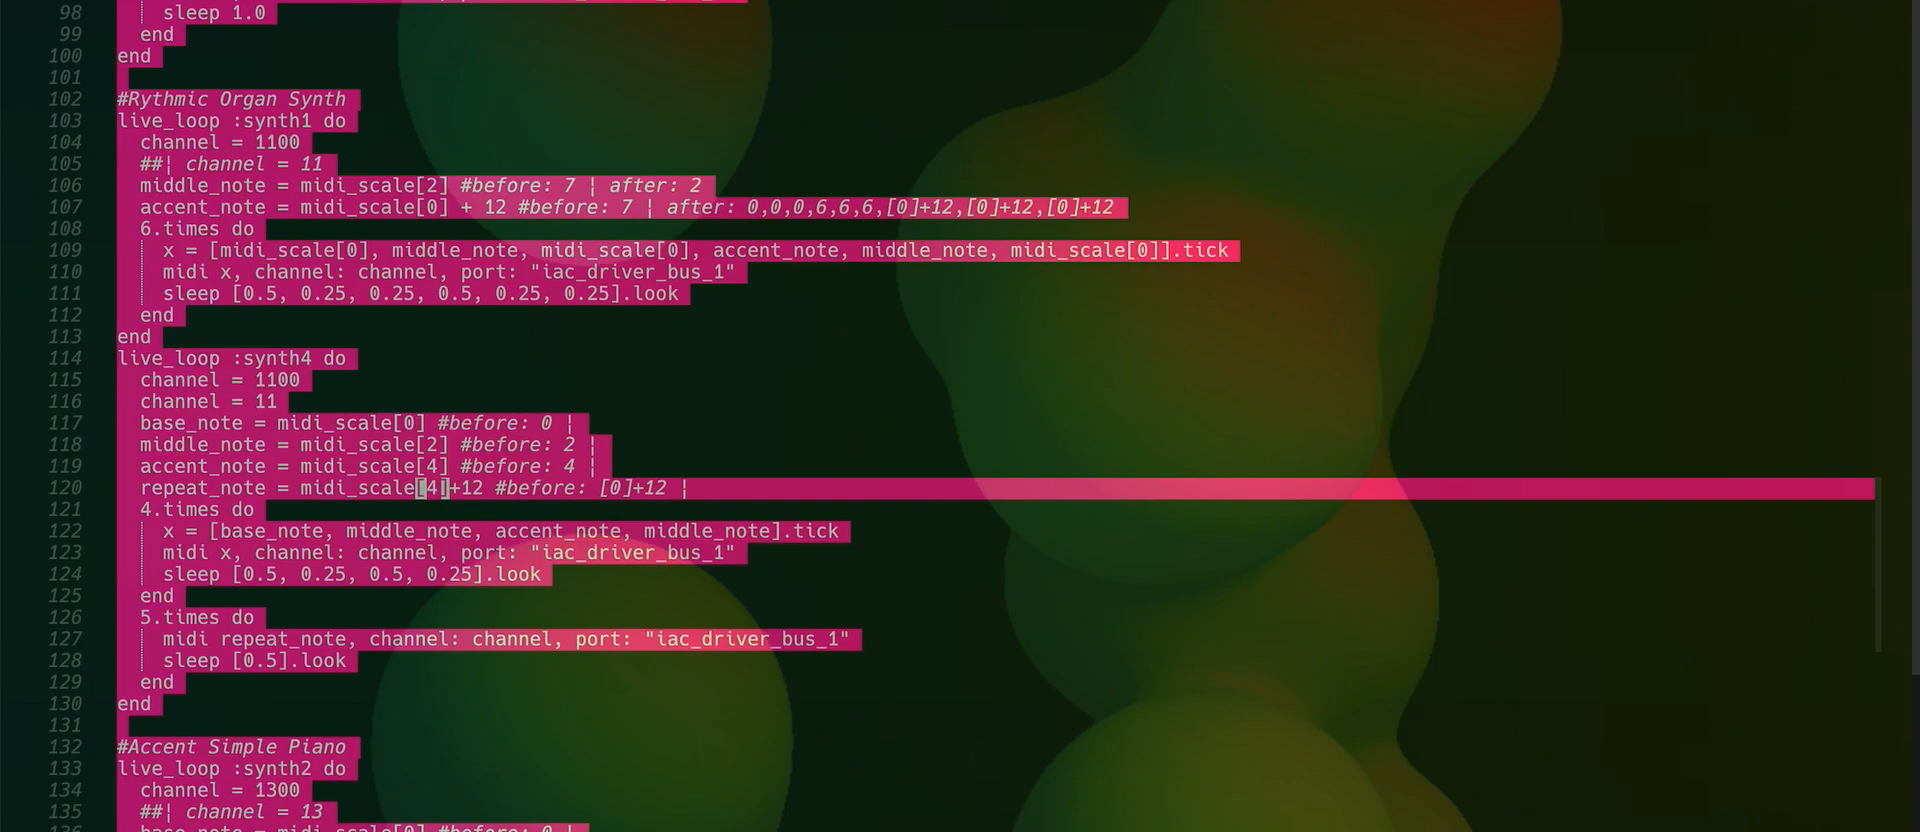 98 sleep 1.0
99 end
100 end
101
102 #Rythmic Organ Synth
103 live_loop :synth1 do
104 channel = 1100
105 ##| channel = 11
106 middle_note = midi_scale[2] #before: 7 | after: 2
107 accent_note = midi_scale[0] + 12 #before: 7 | after: 0,0,0,6,6,6,[0]+12,[0]+12,[0]+12
108 6.times do
109 x = [midi_scale[0], middle_note, midi_scale[0], accent_note, middle_note, midi_scale[0]].tick
110 midi x, channel: channel, port: "iac_driver_bus_1"
111 sleep [0.5, 0.25, 0.25, 0.5, 0.25, 0.25].look
112 end
113 end
114 live_loop :synth4 do
115 channel = 1100
116 channel = 11
117 base_note = midi_scale[0] #before: 0 |
118 middle_note = midi_scale[2] #before: 2 |
119 accent_note = midi_scale[4] #before: 4 |
120 repeat_note = midi_scale[4]+12 #before: [0]+12 |
121 4.times do
122 x = [base_note, middle_note, accent_note, middle_note].tick
123 midi x, channel: channel, port: "iac_driver_bus_1"
124 sleep [0.5, 0.25, 0.5, 0.25].look
125 end
126 5.times do
127 midi repeat_note, channel: channel, port: "iac_driver_bus_1"
128 sleep [0.5].look
129 end
130 end
131
132 #Accent Simple Piano
133 live_loop :synth2 do
134 channel = 1300
135 ##| channel = 13
136 base_note = midi_scale[0] #before: 0 |